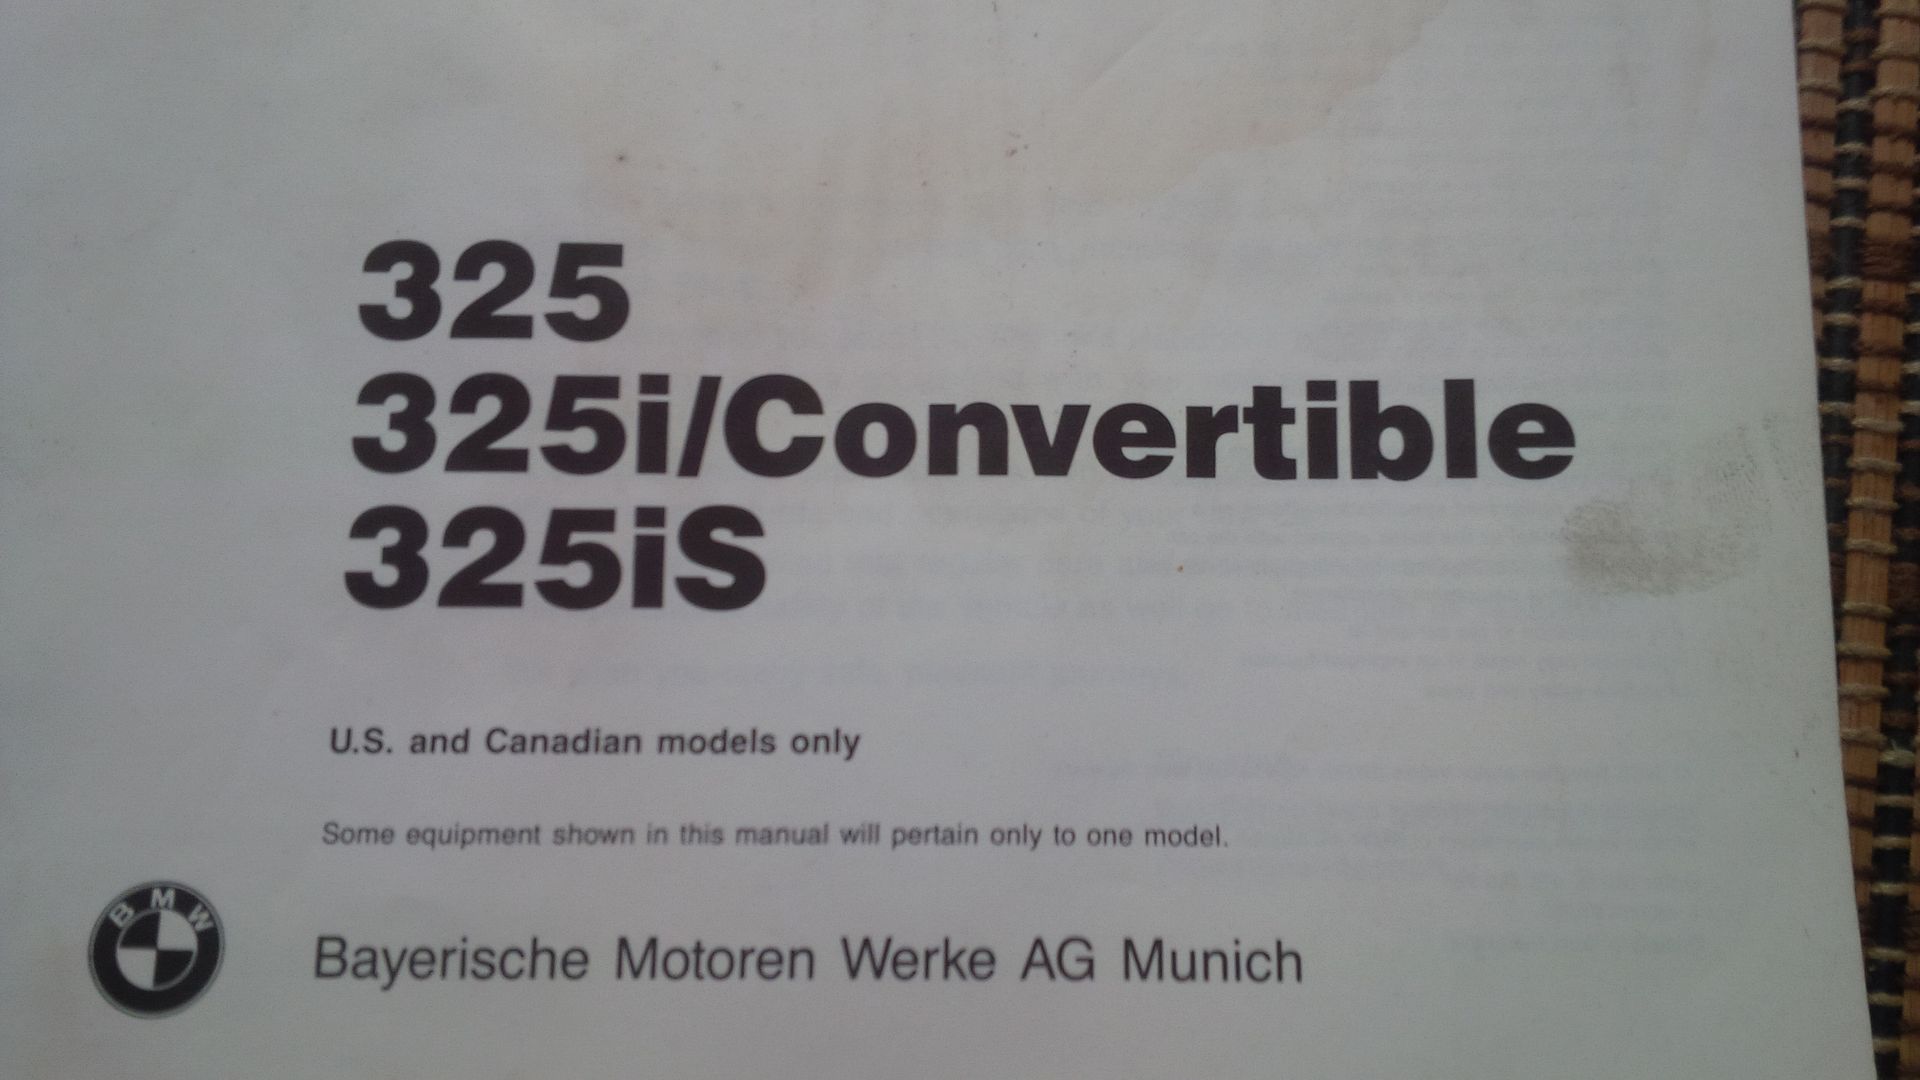 325
325i/Convertible
325iS
U.S. and Canadian models only
Some equipment shown in this manual will pertain only to one model.
BMW
Bayerische Motoren Werke AG Munich